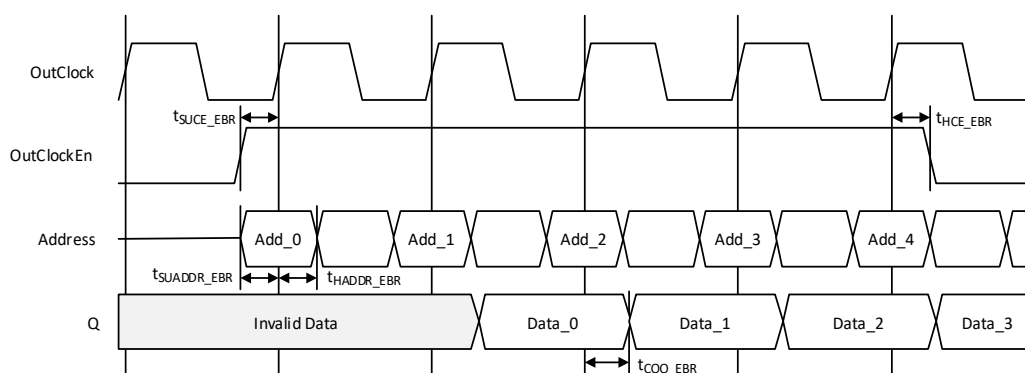 OutClock
tSUCE_EBR
tHCE_EBR
OutClockEn
Address
Add_0
Add_1
Add_2
Add_3
Add_4
tSUADDR_EBR
tHADDR_EBR
Q
Invalid Data
Data_0
Data_1
Data_2
Data_3
tCOO_EBR